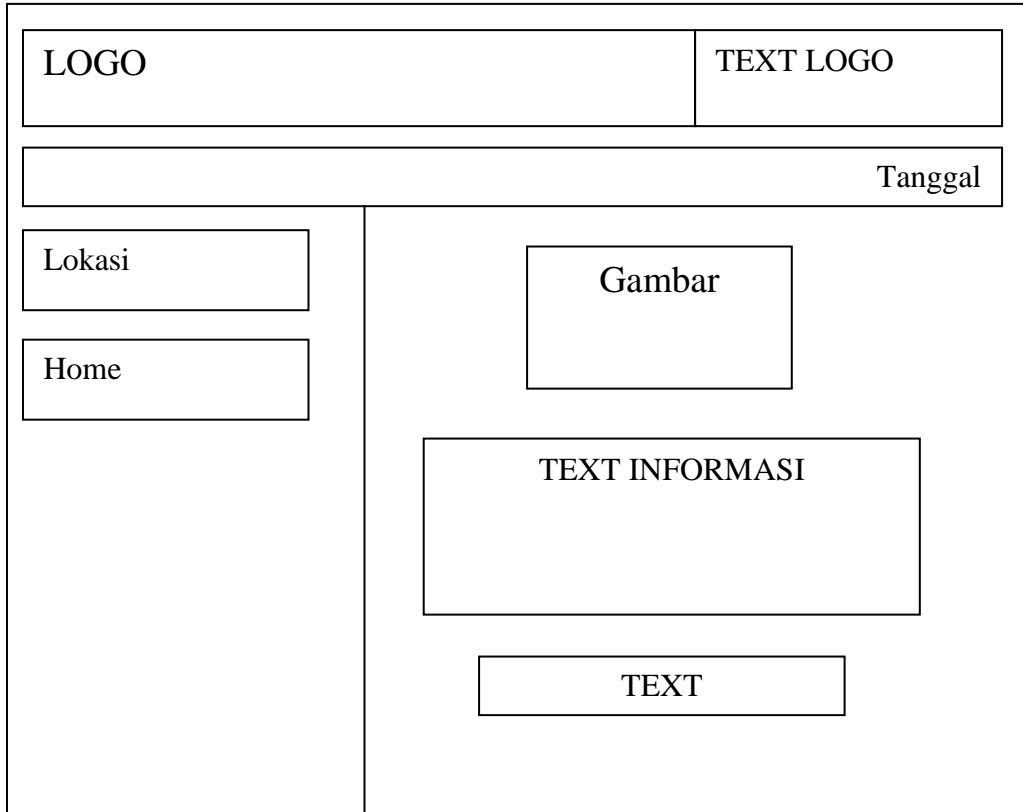 LOGO
TEXT LOGO
Tanggal
Lokasi
Home
Gambar
TEXT INFORMASI
TEXT